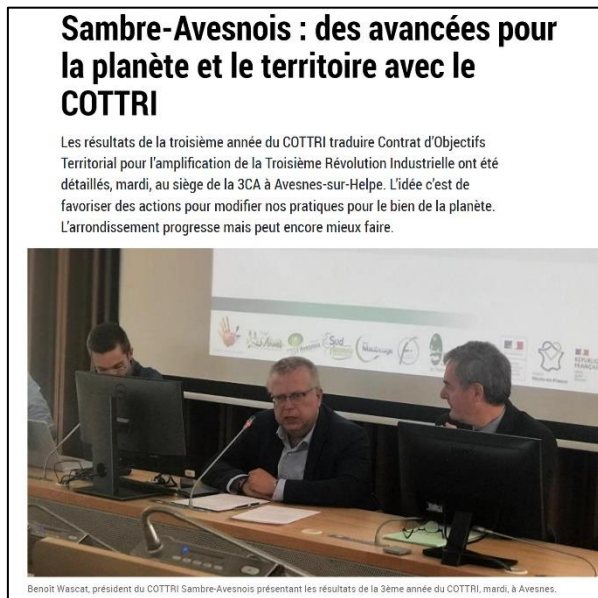 Sambre-Avesnois : des avancées pour
la planète et le territoire avec le
COTTRI
Les résultats de la troisième année du COTTRI traduire Contrat d’Objectifs
Territorial pour l’amplification de la Troisième Révolution Industrielle ont été
détaillés, mardi, au siège de la 3CA à Avesnes-sur-Helpe. L’idée c’est de
favoriser des actions pour modifier nos pratiques pour le bien de la planète.
L’arrondissement progresse mais peut encore mieux faire.
Sud
Benoît Wascat, président du COTTRI Sambre-Avesnois présentant les résultats de la 3ème année du COTTRI, mardi, à Avesnes.